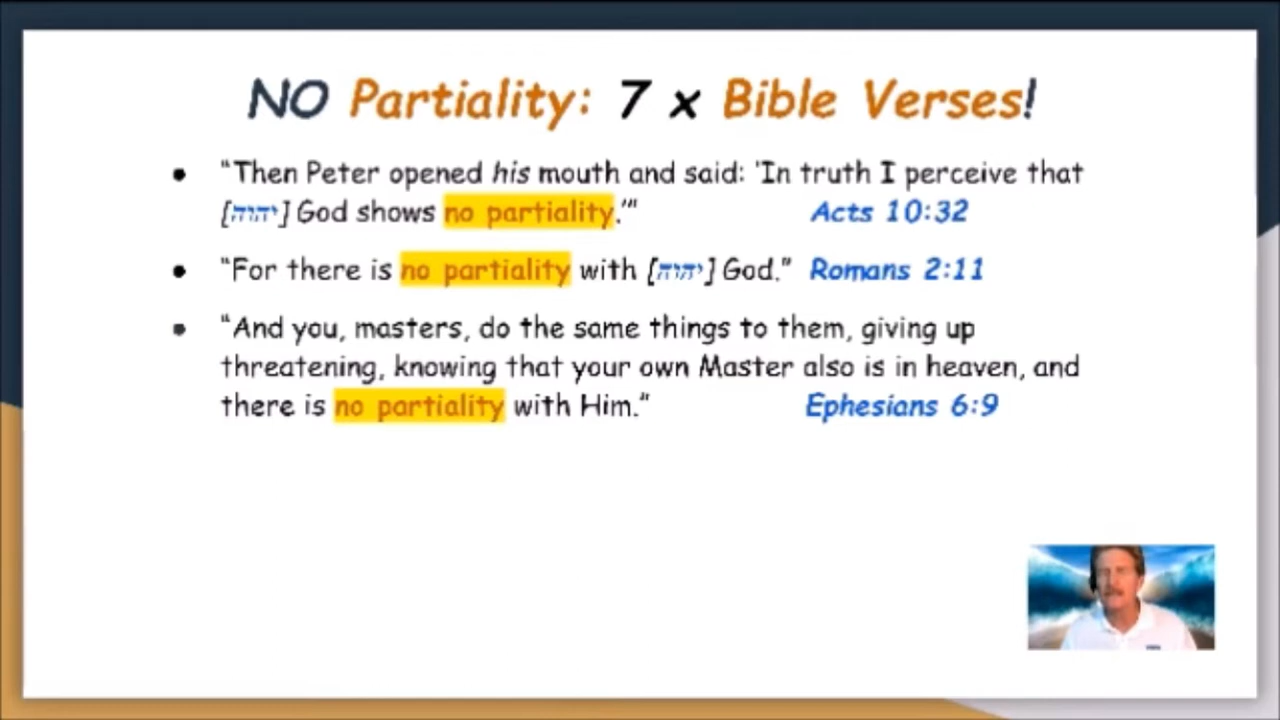 NO Partiality: 7 x Bible Verses!
• “Then Peter opened his mouth and said: ‘In truth I perceive that
[יהוה] God shows no partiality.’” Acts 10:32
• “For there is no partiality with [יהוה] God.” Romans 2:11
• “And you, masters, do the same things to them, giving up
threatening, knowing that your own Master also is in heaven, and
there is no partiality with Him.” Ephesians 6:9